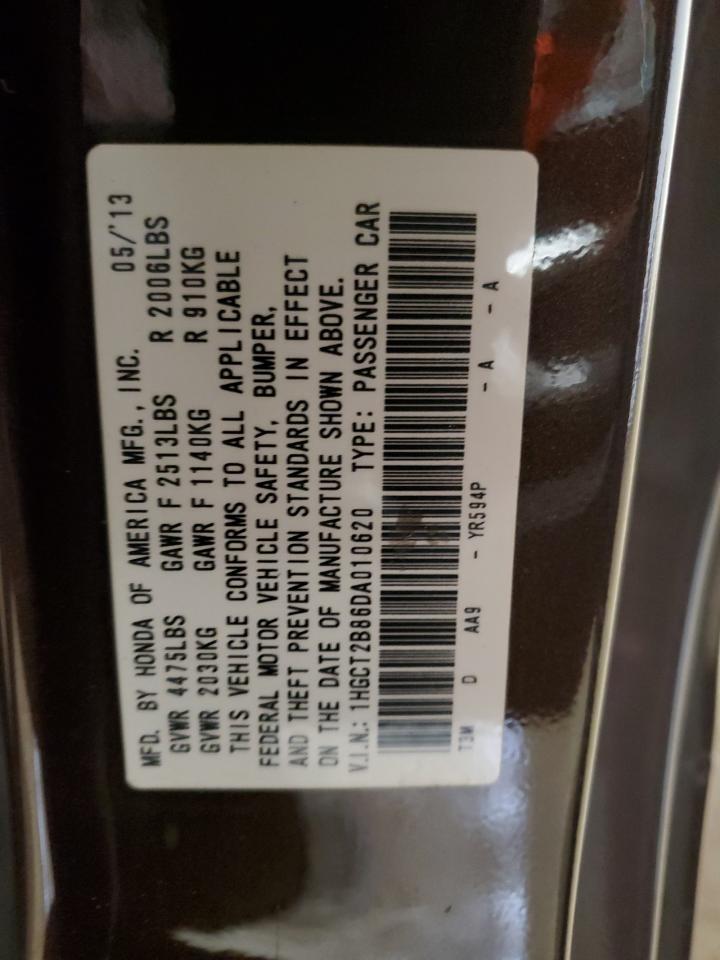 MFD. BY HONDA OF AMERICA MFG., INC. 05/'13
GVWR 4475LBS GAWR F 2513LBS R 2006LBS
GVWR 2030KG GAWR F 1140KG R 910KG
THIS VEHICLE CONFORMS TO ALL APPLICABLE
FEDERAL MOTOR VEHICLE SAFETY, BUMPER,
AND THEFT PREVENTION STANDARDS IN EFFECT
ON THE DATE OF MANUFACTURE SHOWN ABOVE.
V.I.N.: 1HGCT2B86DA010620 TYPE: PASSENGER CAR
T3M D AA9 - YR594P - A - A